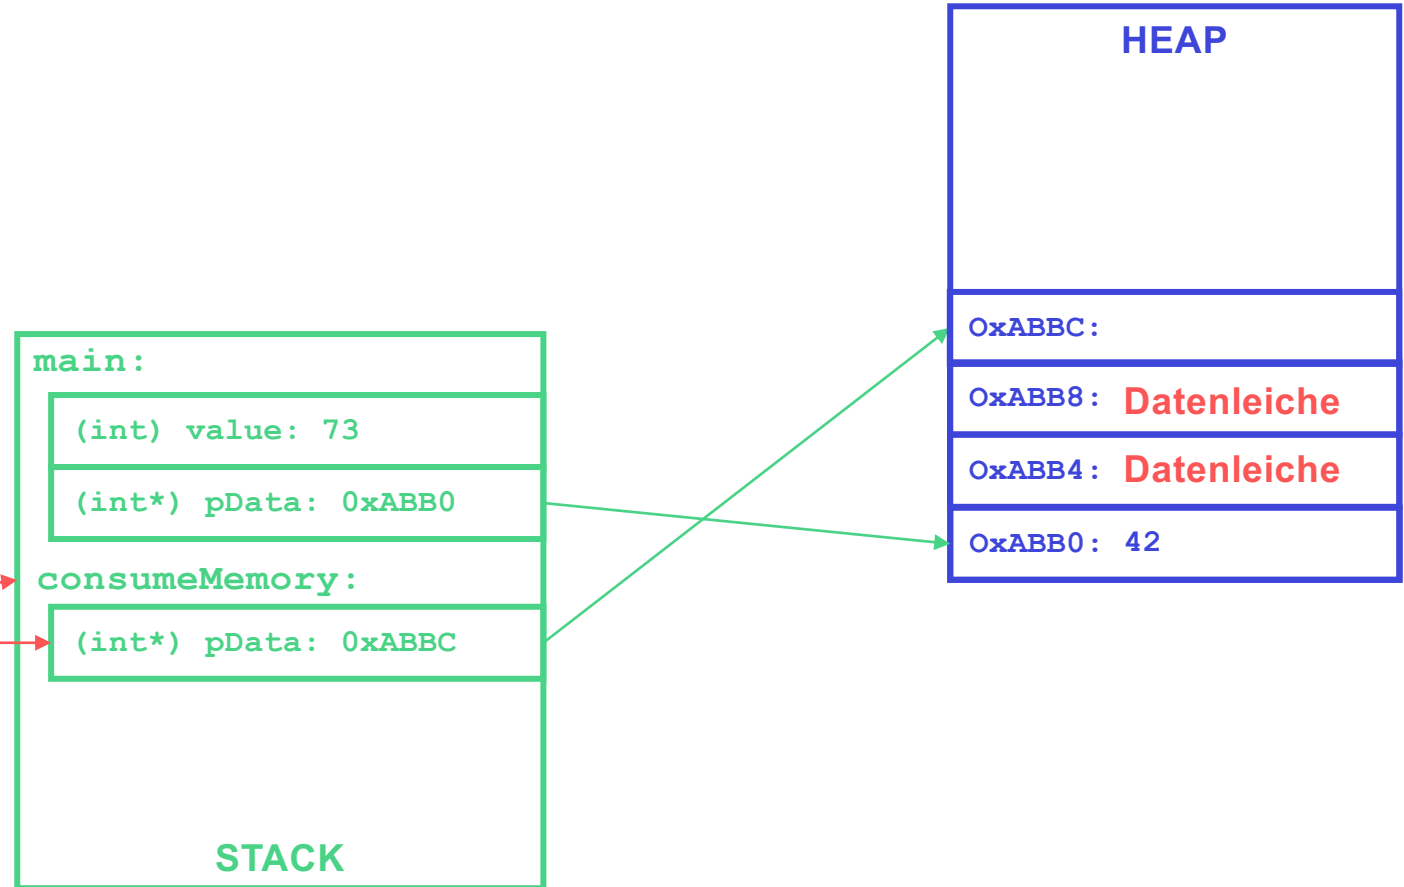 HEAP
OxABBC:
OxABB8: Datenleiche
OxABB4: Datenleiche
OxABB0: 42
main:
(int) value: 73
(int*) pData: 0xABB0
consumeMemory:
(int*) pData: 0xABBC
STACK